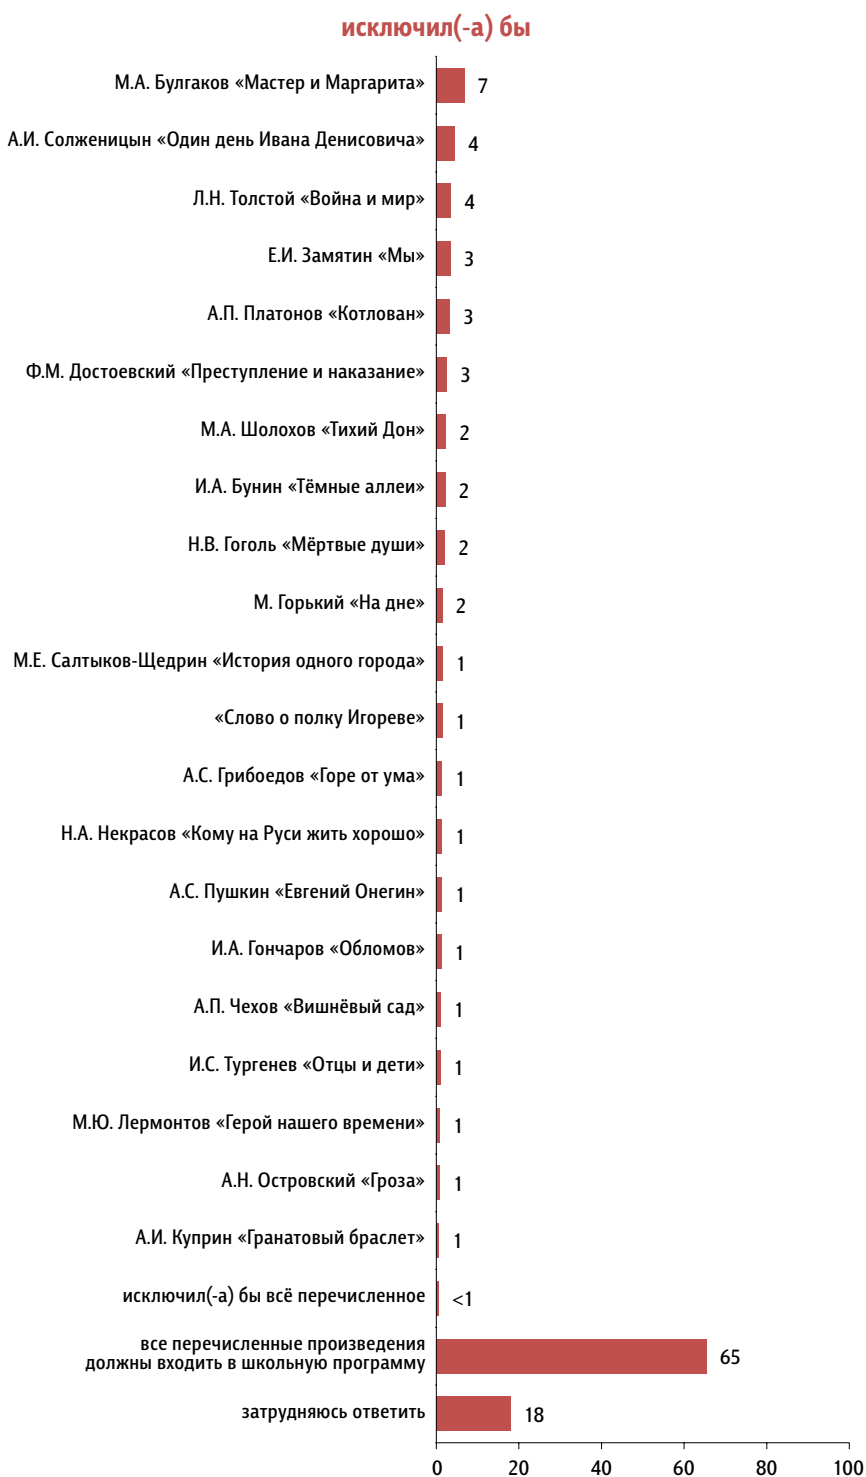 исключил(-а) бы
М.А. Булгаков «Мастер и Маргарита» 7
А.И. Солженицын «Один день Ивана Денисовича» 4
Л.Н. Толстой «Война и мир» 4
Е.И. Замятин «Мы» 3
А.П. Платонов «Котлован» 3
Ф.М. Достоевский «Преступление и наказание» 3
М.А. Шолохов «Тихий Дон» 2
И.А. Бунин «Тёмные аллеи» 2
Н.В. Гоголь «Мёртвые души» 2
М. Горький «На дне» 2
М.Е. Салтыков-Щедрин «История одного города» 1
«Слово о полку Игореве» 1
А.С. Грибоедов «Горе от ума» 1
Н.А. Некрасов «Кому на Руси жить хорошо» 1
А.С. Пушкин «Евгений Онегин» 1
И.А. Гончаров «Обломов» 1
А.П. Чехов «Вишнёвый сад» 1
И.С. Тургенев «Отцы и дети» 1
М.Ю. Лермонтов «Герой нашего времени» 1
А.Н. Островский «Гроза» 1
А.И. Куприн «Гранатовый браслет» 1
исключил(-а) бы всё перечисленное <1
все перечисленные произведения
должны входить в школьную программу 65
затрудняюсь ответить 18
0 20 40 60 80 100